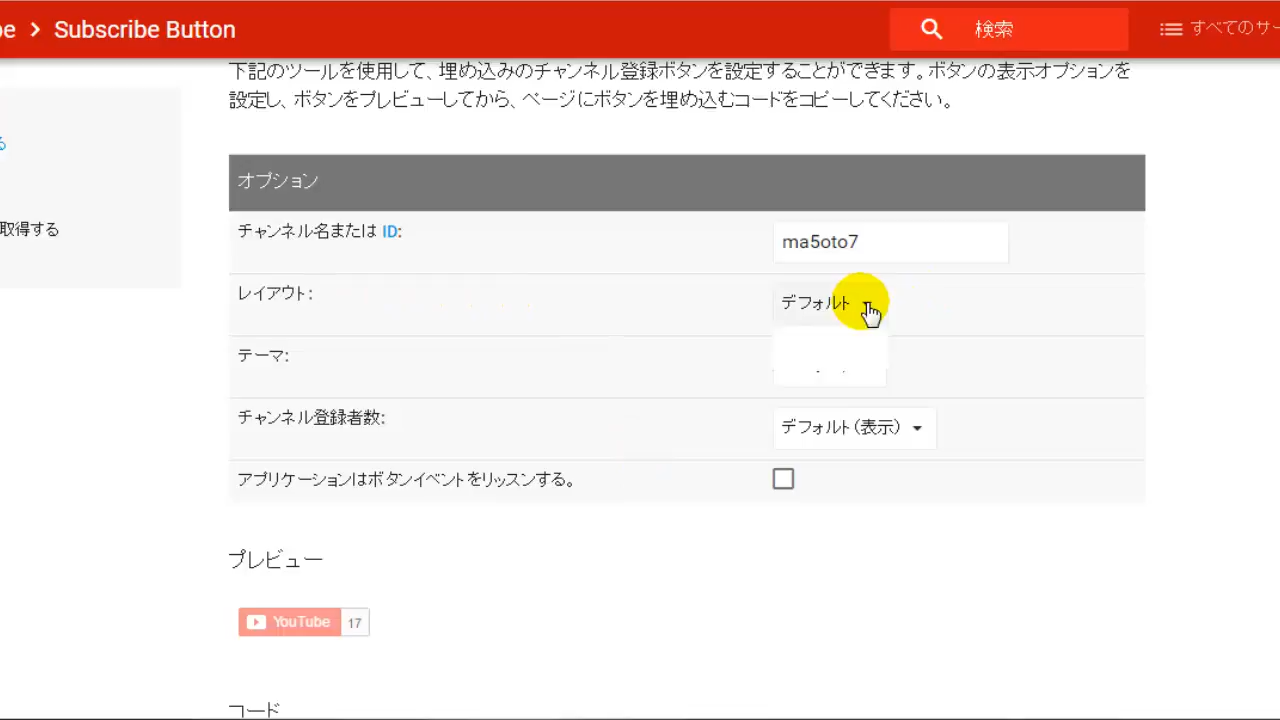 be > Subscribe Button
検索
すべてのサー
下記のツールを使用して、埋め込みのチャンネル登録ボタンを設定することができます。ボタンの表示オプションを
設定し、ボタンをプレビューしてから、ページにボタンを埋め込むコードをコピーしてください。
る
取得する
オプション
チャンネル名または ID:
ma5oto7
レイアウト:
デフォルト
テーマ:
チャンネル登録者数:
デフォルト(表示)
アプリケーションはボタンイベントをリッスンする。
プレビュー
YouTube 17
コード